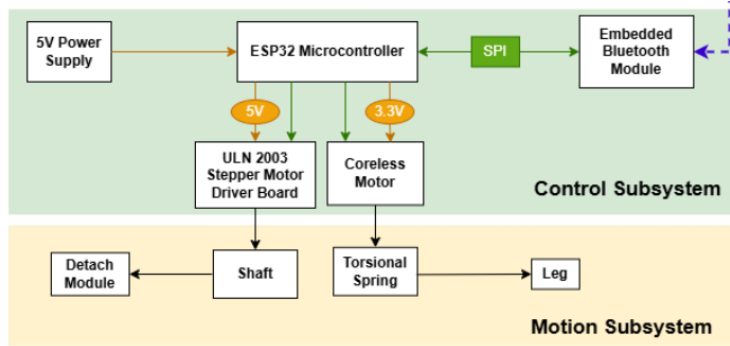 5V Power
Supply
ESP32 Microcontroller
SPI
Embedded
Bluetooth
Module
5V
3.3V
ULN 2003
Stepper Motor
Driver Board
Coreless
Motor
Control Subsystem
Detach
Module
Shaft
Torsional
Spring
Leg
Motion Subsystem